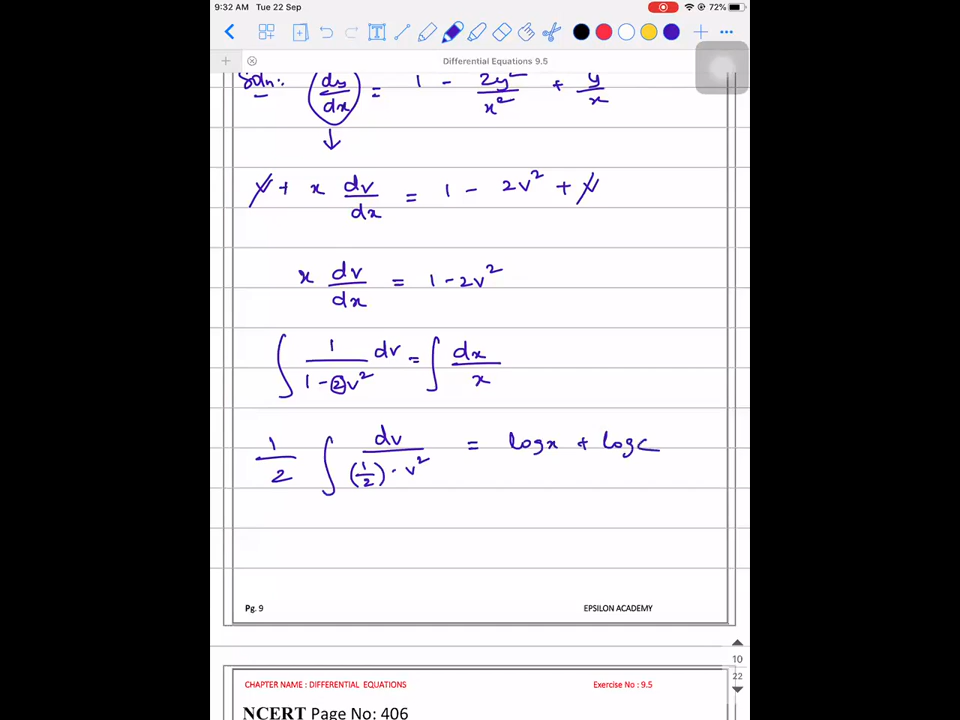 9:32 AM Tue 22 Sep 72%
Differential Equations 9.5
Soln: dy/dx = 1 - 2y²/x² + y/x
v + x dv/dx = 1 - 2v² + v
x dv/dx = 1 - 2v²
∫ 1/(1 - 2v²) dv = ∫ dx/x
1/2 ∫ dv/((1/2) - v²) = log x + log c
Pg. 9 EPSILON ACADEMY
10
22
CHAPTER NAME : DIFFERENTIAL EQUATIONS Exercise No : 9.5
NCERT Page No: 406